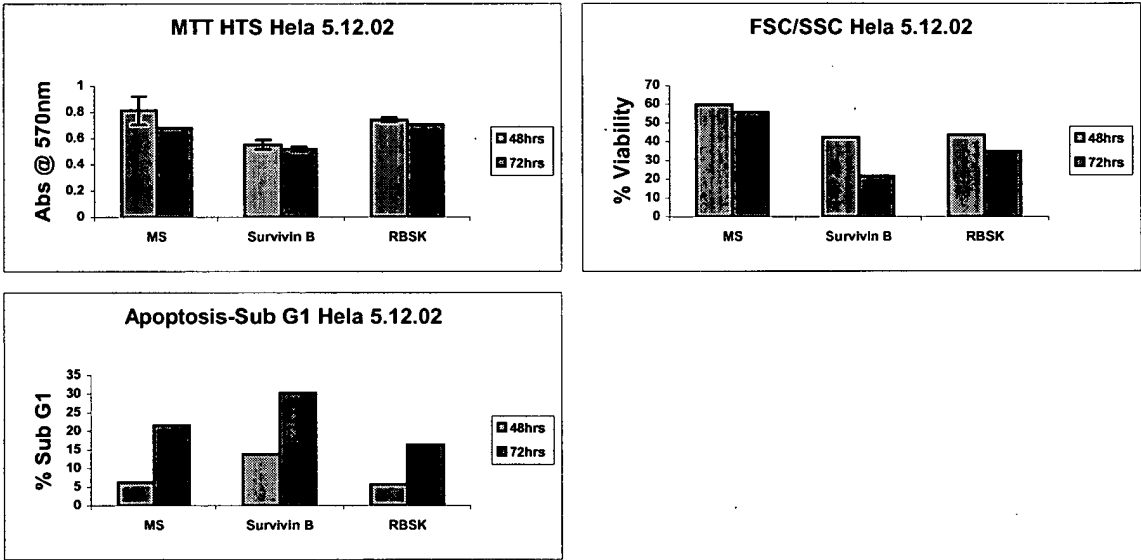 MTT HTS Hela 5.12.02
Abs @ 570nm
1
0.8
0.6
0.4
0.2
0
MS
Survivin B
RBSK
48hrs
72hrs
FSC/SSC Hela 5.12.02
% Viability
70
60
50
40
30
20
10
0
MS
Survivin B
RBSK
48hrs
72hrs
Apoptosis-Sub G1 Hela 5.12.02
% Sub G1
35
30
25
20
15
10
5
0
MS
Survivin B
RBSK
48hrs
72hrs